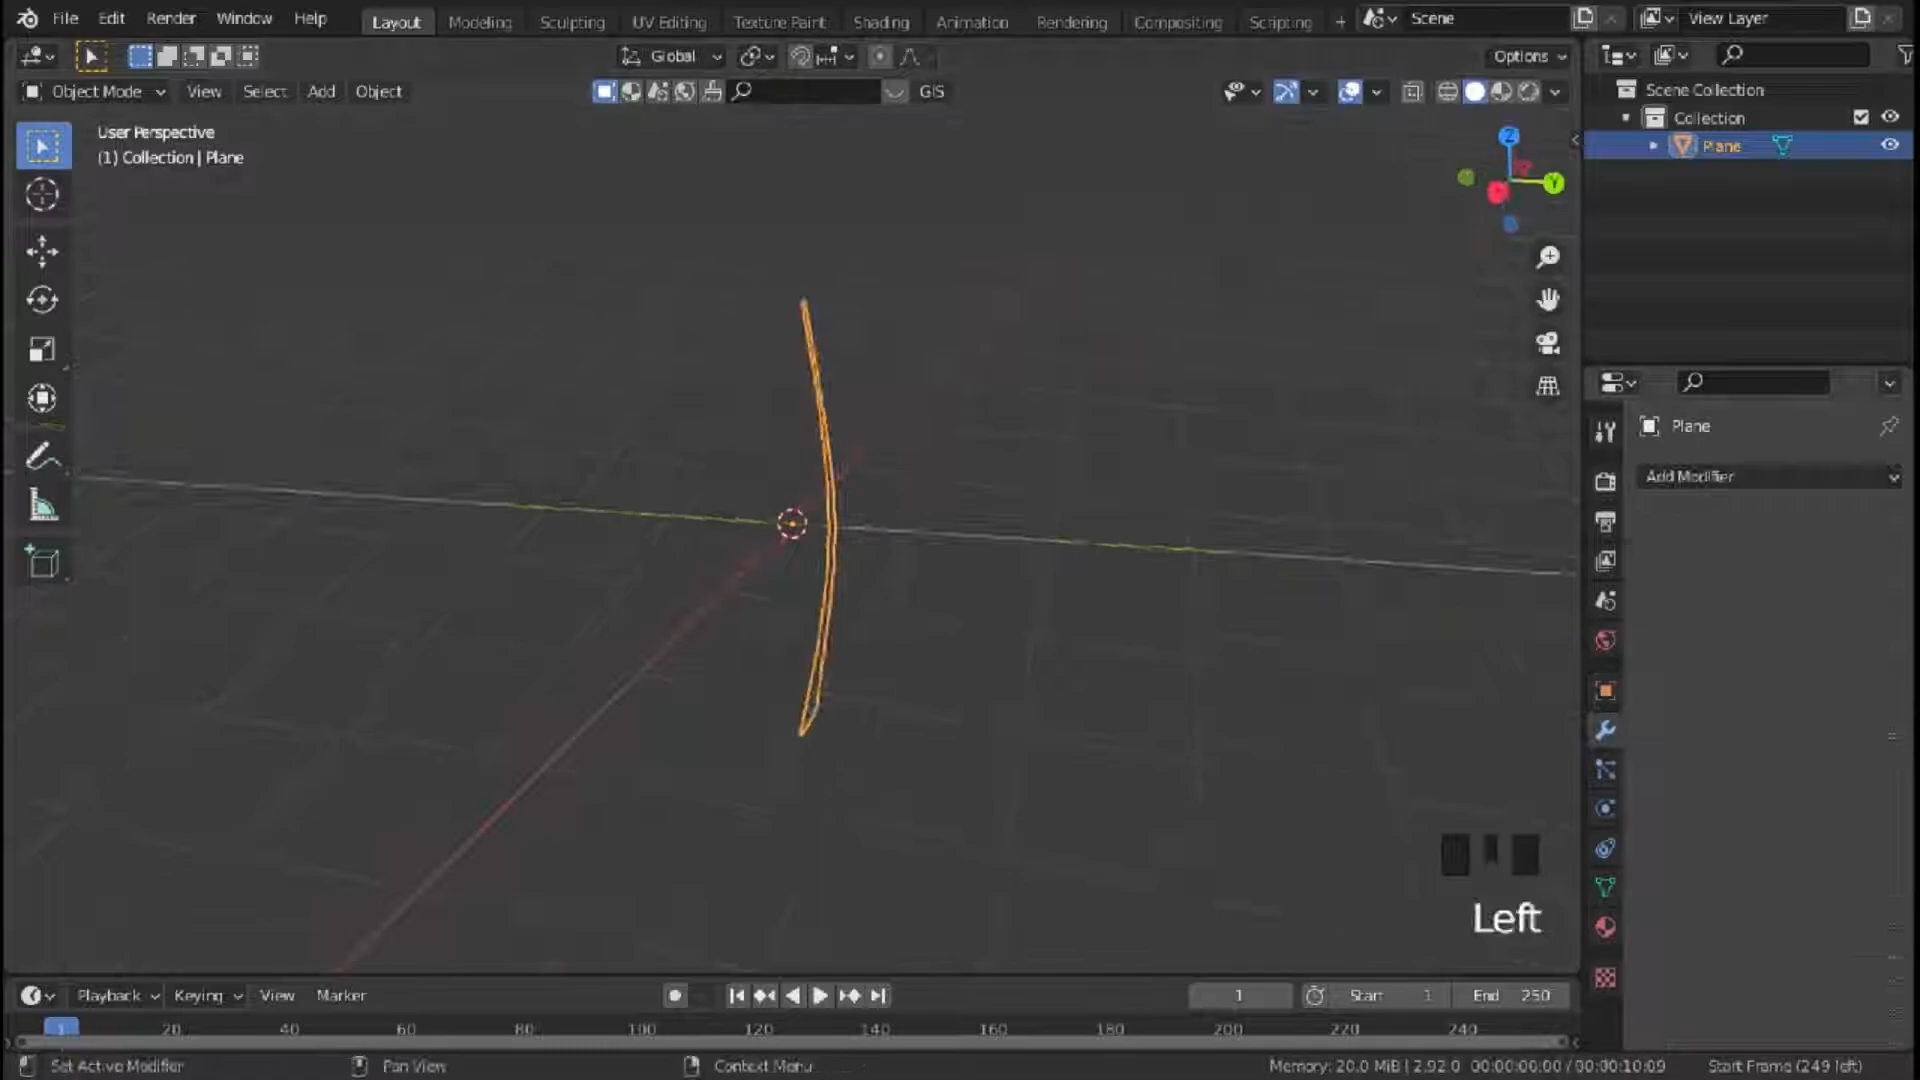 File Edit Render Window Help Layout Modeling Sculpting UV Editing Texture Paint Shading Animation Rendering Compositing Scripting + Scene View Layer
Global Options
Object Mode View Select Add Object GIS
Scene Collection
Collection
Plane
User Perspective
(1) Collection | Plane
Z
Y
Plane
Add Modifier
Left
Playback Keying View Marker 1 Start 1 End 250
1 20 40 60 80 100 120 140 160 180 200 220 240
Set Active Modifier Pan View Context Menu Memory: 20.0 MiB | 2.92.0 00:00:00:00 / 00:00:10:09 Start Frame (249 left)